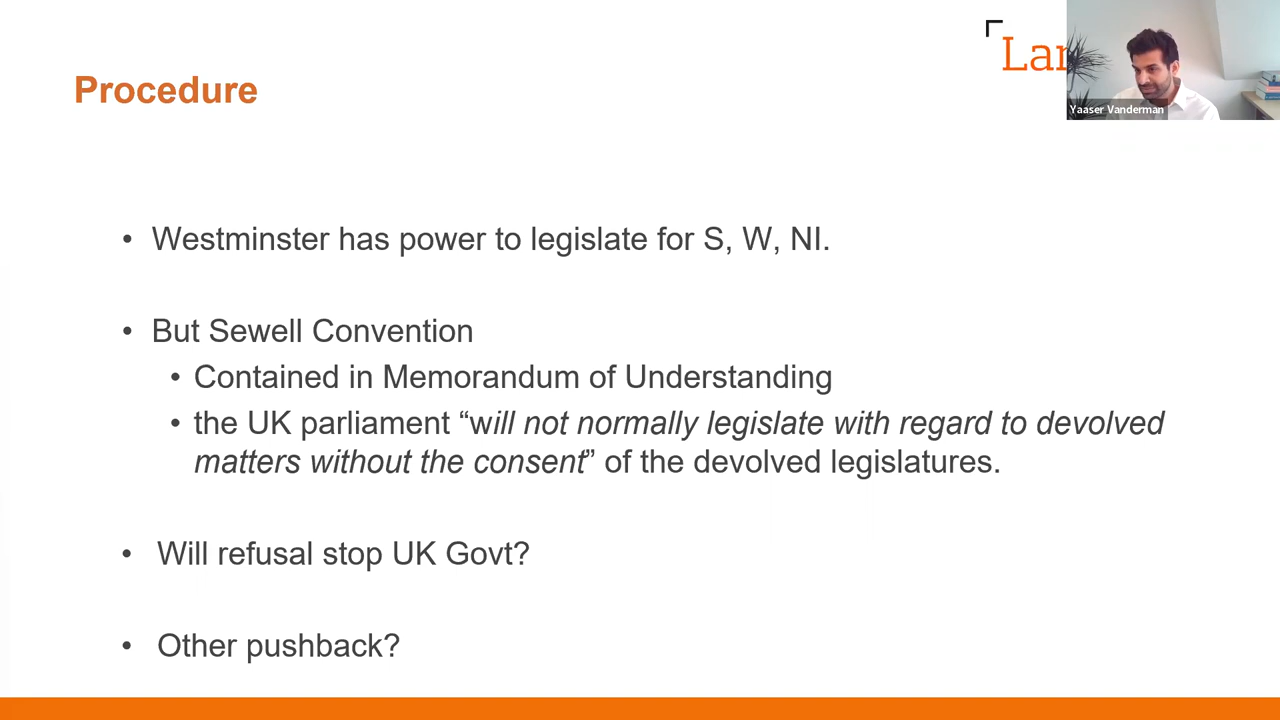 Procedure
Lar
Yaaser Vanderman
• Westminster has power to legislate for S, W, NI.
• But Sewell Convention
• Contained in Memorandum of Understanding
• the UK parliament “will not normally legislate with regard to devolved
matters without the consent” of the devolved legislatures.
• Will refusal stop UK Govt?
• Other pushback?